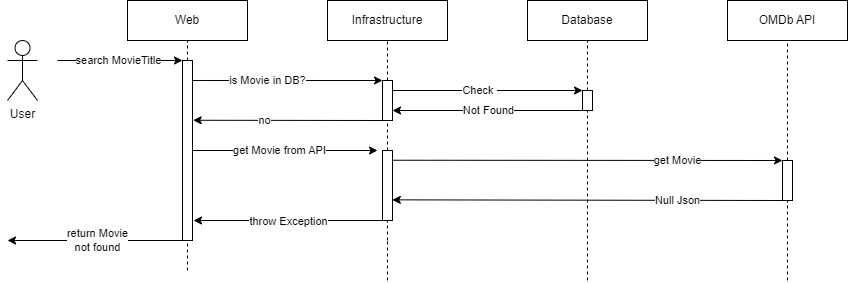 Web
Infrastructure
Database
OMDb API
User
search MovieTitle
is Movie in DB?
Check
Not Found
no
get Movie from API
get Movie
Null Json
throw Exception
return Movie
not found